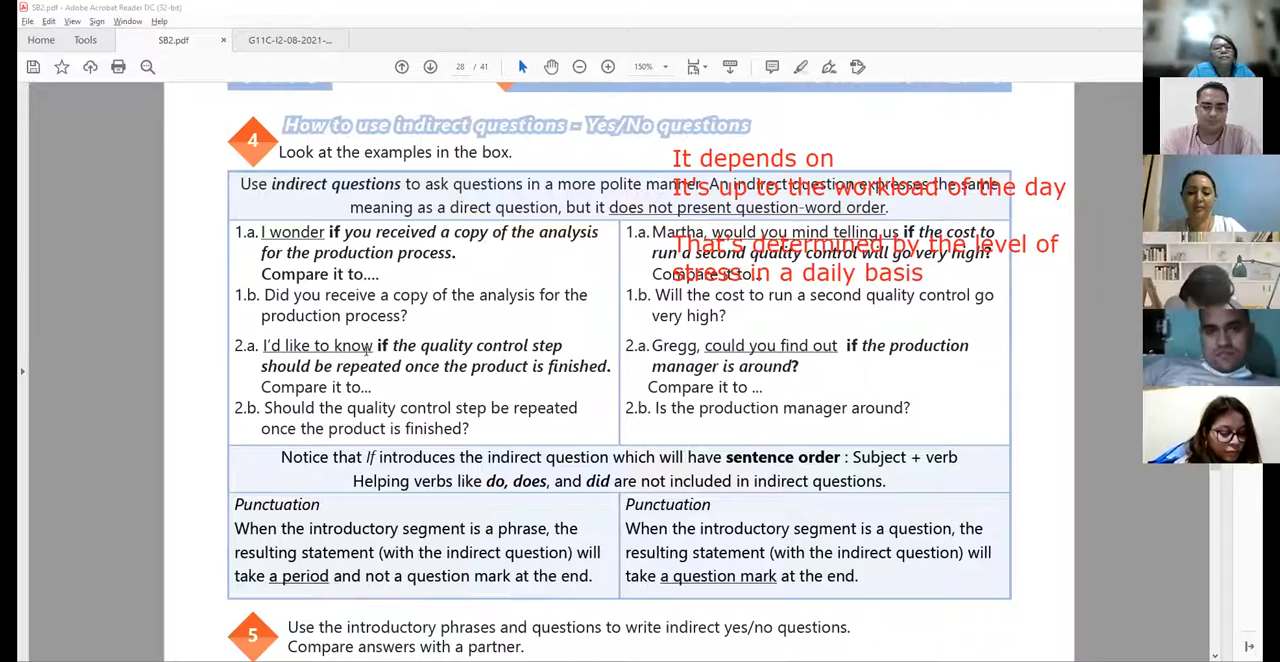 SB2.pdf - Adobe Acrobat Reader DC (32-bit)
File Edit View Sign Window Help
Home Tools SB2.pdf × G11C-I2-08-2021-...
28 / 41 150%
4 How to use indirect questions - Yes/No questions
Look at the examples in the box.
It depends on
It's up to the workload of the day
That's determined by the level of
stress in a daily basis
Use indirect questions to ask questions in a more polite manner. An indirect question expresses the same
meaning as a direct question, but it does not present question-word order.
1.a. I wonder if you received a copy of the analysis
for the production process.
Compare it to....
1.b. Did you receive a copy of the analysis for the
production process?
2.a. I'd like to know if the quality control step
should be repeated once the product is finished.
Compare it to...
2.b. Should the quality control step be repeated
once the product is finished?
1.a. Martha, would you mind telling us if the cost to
run a second quality control will go very high?
Compare it to...
1.b. Will the cost to run a second quality control go
very high?
2.a. Gregg, could you find out if the production
manager is around?
Compare it to ...
2.b. Is the production manager around?
Notice that If introduces the indirect question which will have sentence order : Subject + verb
Helping verbs like do, does, and did are not included in indirect questions.
Punctuation
When the introductory segment is a phrase, the
resulting statement (with the indirect question) will
take a period and not a question mark at the end.
Punctuation
When the introductory segment is a question, the
resulting statement (with the indirect question) will
take a question mark at the end.
5 Use the introductory phrases and questions to write indirect yes/no questions.
Compare answers with a partner.